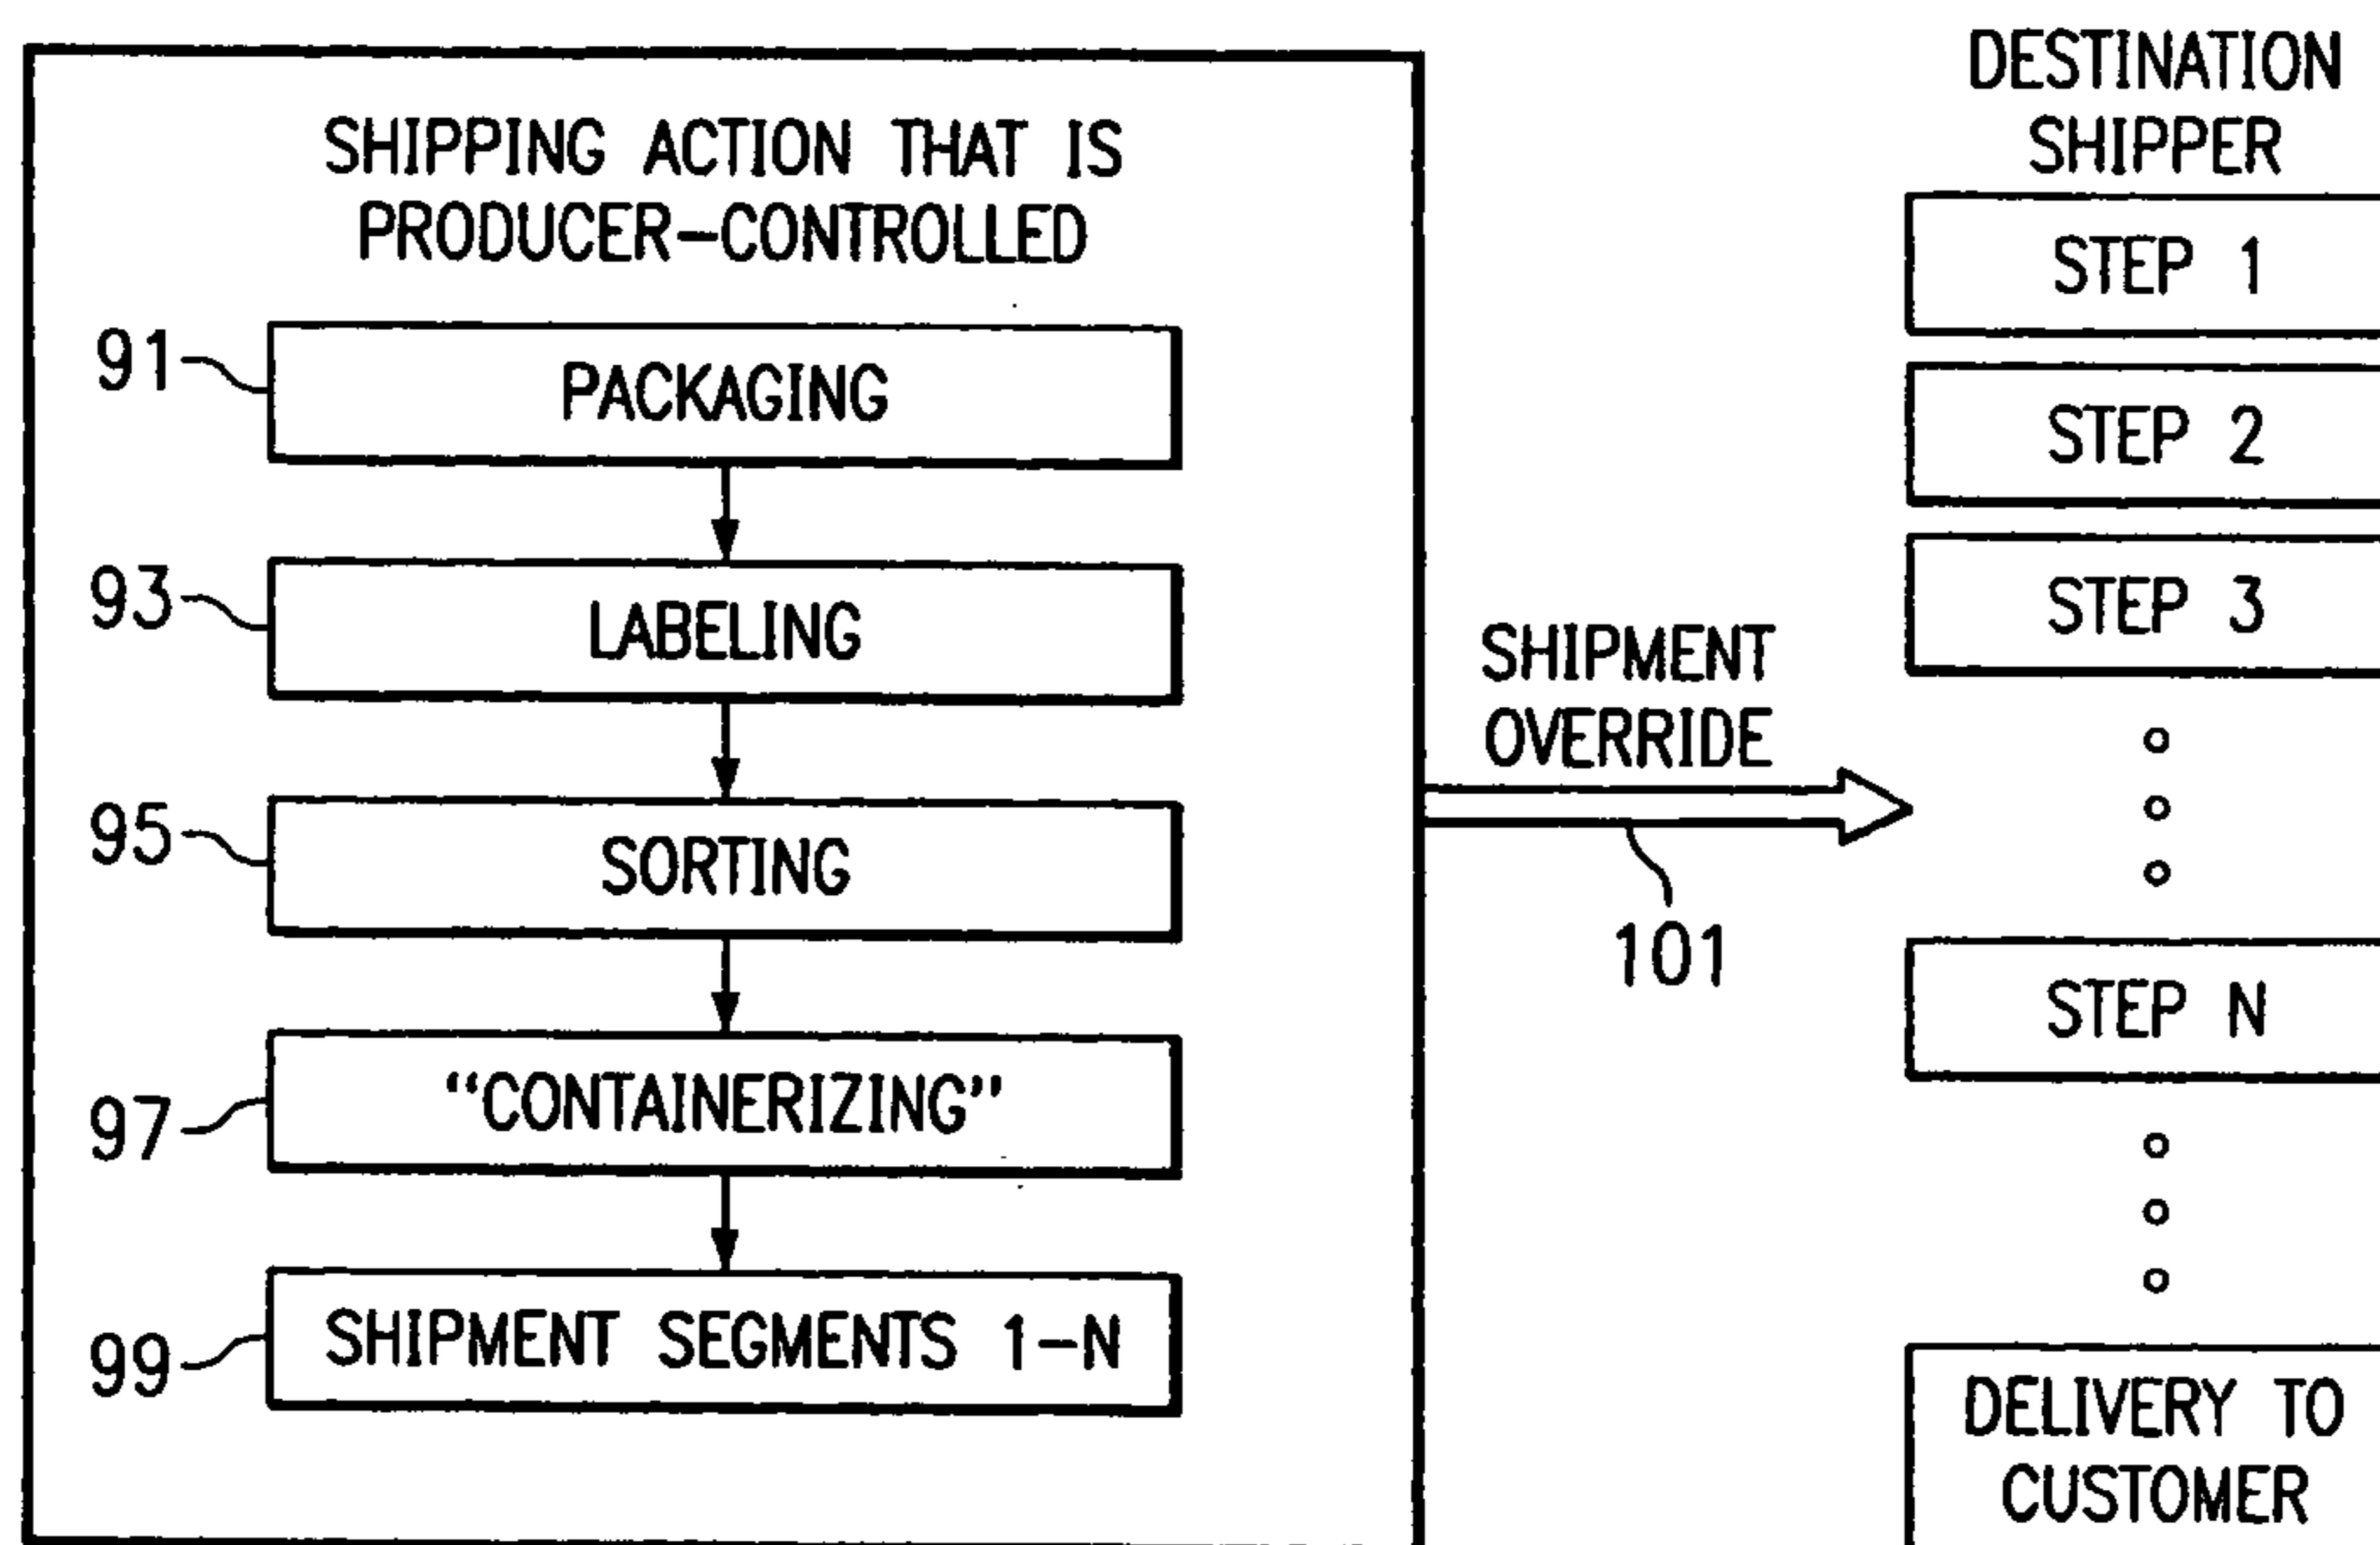 SHIPPING ACTION THAT IS
PRODUCER-CONTROLLED
91
PACKAGING
93
LABELING
95
SORTING
97
"CONTAINERIZING"
99
SHIPMENT SEGMENTS 1-N
SHIPMENT
OVERRIDE
101
DESTINATION
SHIPPER
STEP 1
STEP 2
STEP 3
STEP N
DELIVERY TO
CUSTOMER